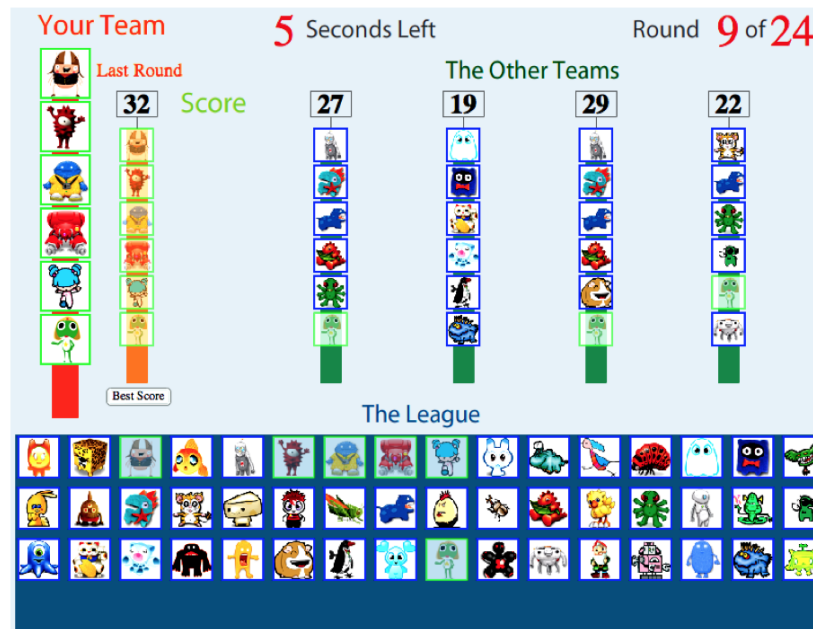 Your Team
5 Seconds Left
Round 9 of 24
Last Round
The Other Teams
32
Score
27
19
29
22
Best Score
The League